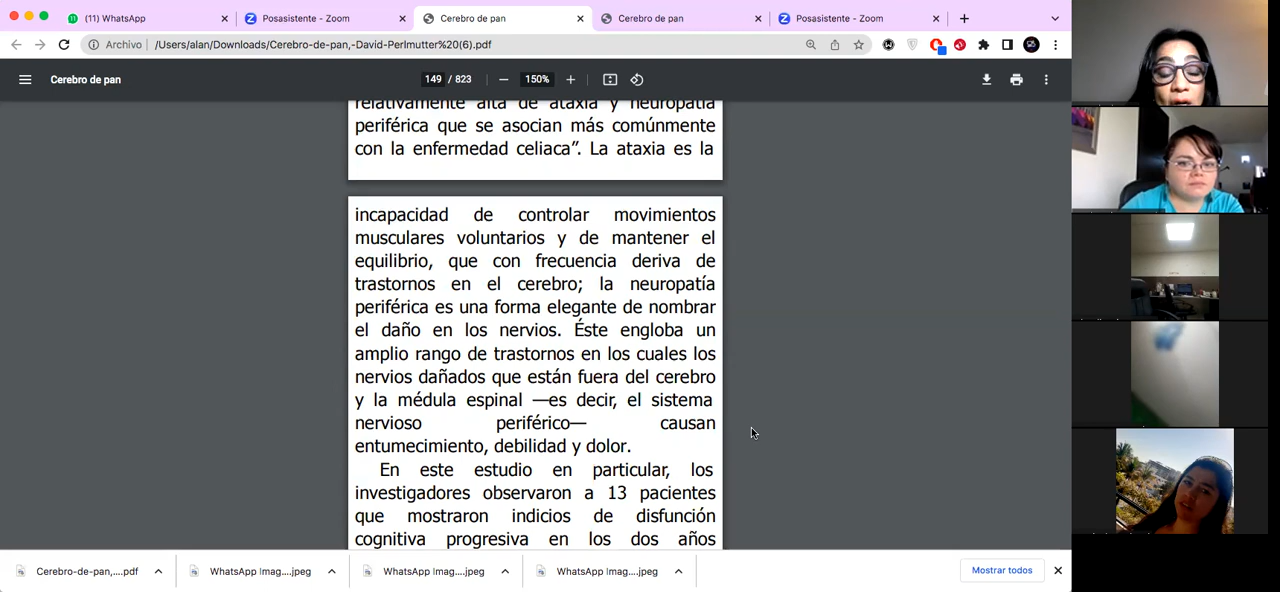 (11) WhatsApp
Posasistente - Zoom
Cerebro de pan
Cerebro de pan
Posasistente - Zoom
Archivo
/Users/alan/Downloads/Cerebro-de-pan,-David-Perlmutter%20(6).pdf
Cerebro de pan
149 / 823
150%
relativamente alta de ataxia y neuropatía
periférica que se asocian más comúnmente
con la enfermedad celiaca”. La ataxia es la
incapacidad de controlar movimientos
musculares voluntarios y de mantener el
equilibrio, que con frecuencia deriva de
trastornos en el cerebro; la neuropatía
periférica es una forma elegante de nombrar
el daño en los nervios. Éste engloba un
amplio rango de trastornos en los cuales los
nervios dañados que están fuera del cerebro
y la médula espinal —es decir, el sistema
nervioso periférico— causan
entumecimiento, debilidad y dolor.
En este estudio en particular, los
investigadores observaron a 13 pacientes
que mostraron indicios de disfunción
cognitiva progresiva en los dos años
Cerebro-de-pan,....pdf
WhatsApp Imag....jpeg
WhatsApp Imag....jpeg
WhatsApp Imag....jpeg
Mostrar todos